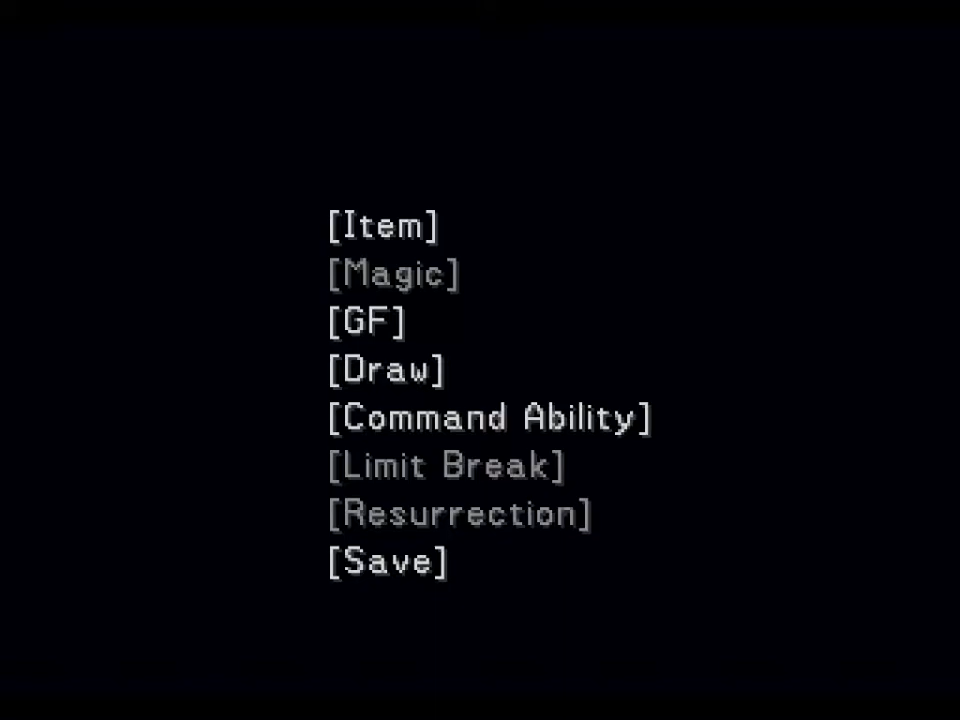 [Item]
[Magic]
[GF]
[Draw]
[Command Ability]
[Limit Break]
[Resurrection]
[Save]